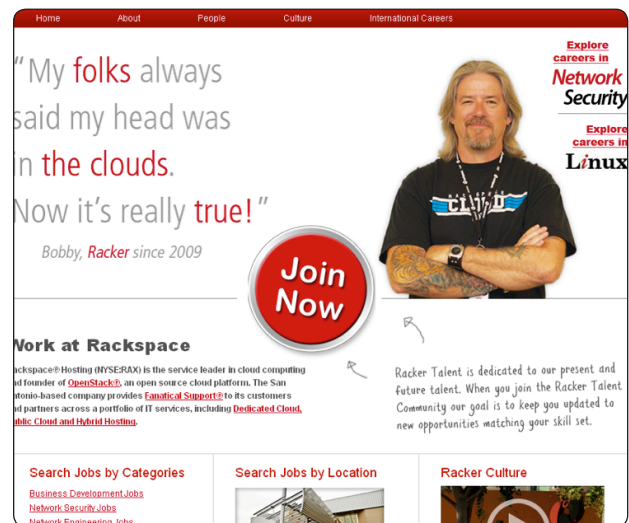 Home About People Culture International Careers
"My folks always
said my head was
in the clouds.
Now it's really true!"
Bobby, Racker since 2009
Explore
careers in
Network
Security
Explore
careers in
Linux
CLOUD
Join
Now
Work at Rackspace
ackspace® Hosting (NYSE:RAX) is the service leader in cloud computing
nd founder of OpenStack®, an open source cloud platform. The San
ntonio-based company provides Fanatical Support® to its customers
nd partners across a portfolio of IT services, including Dedicated Cloud,
ublic Cloud and Hybrid Hosting.
Racker Talent is dedicated to our present and
future talent. When you join the Racker Talent
Community our goal is to keep you updated to
new opportunities matching your skill set.
Search Jobs by Categories
Business Development Jobs
Network Security Jobs
Network Engineering Jobs
Search Jobs by Location
Racker Culture